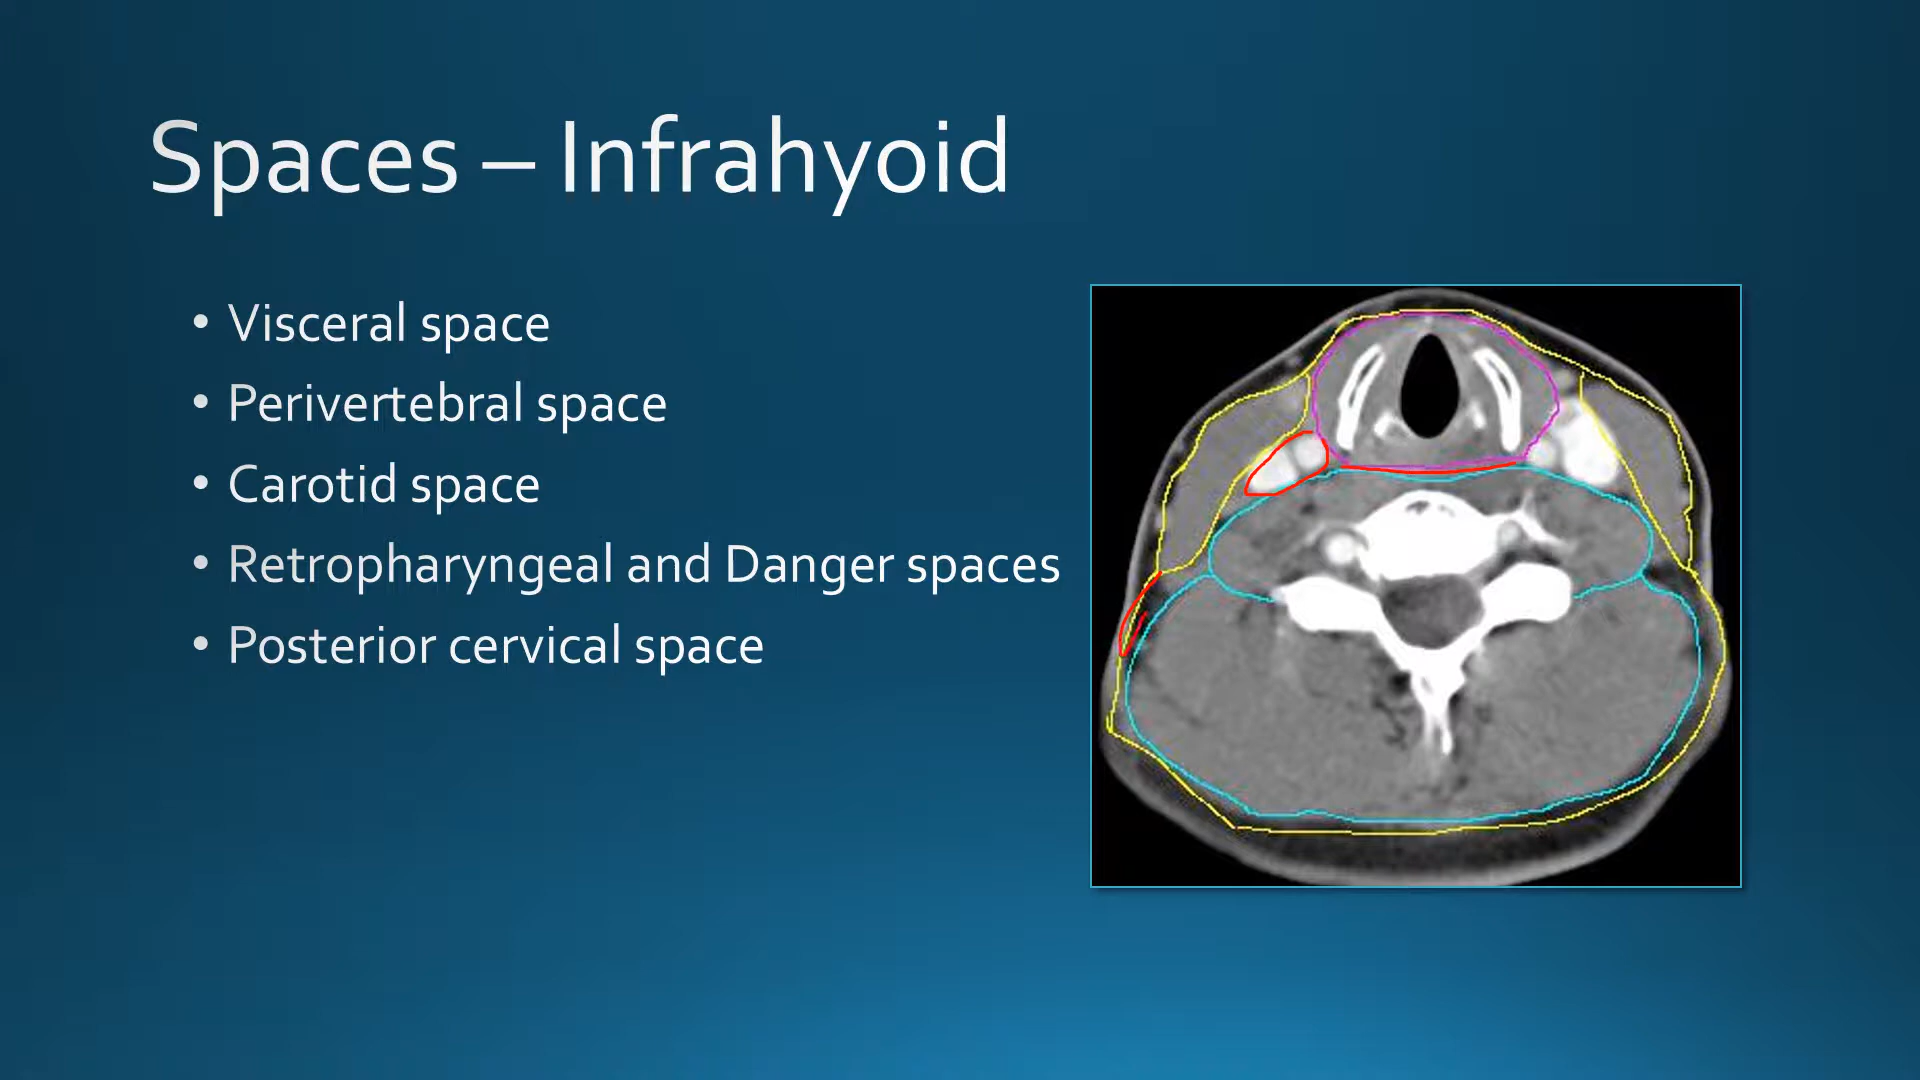 Spaces – Infrahyoid
• Visceral space
• Perivertebral space
• Carotid space
• Retropharyngeal and Danger spaces
• Posterior cervical space